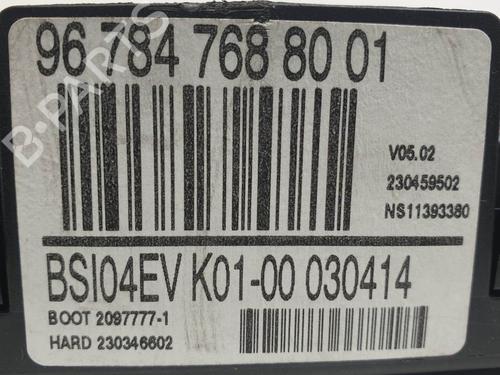 96 784 768 80 01
V05.02
230459502
NS11393380
BSI04EV K01-00 030414
BOOT 2097777-1
HARD 230346602
B-PARTS